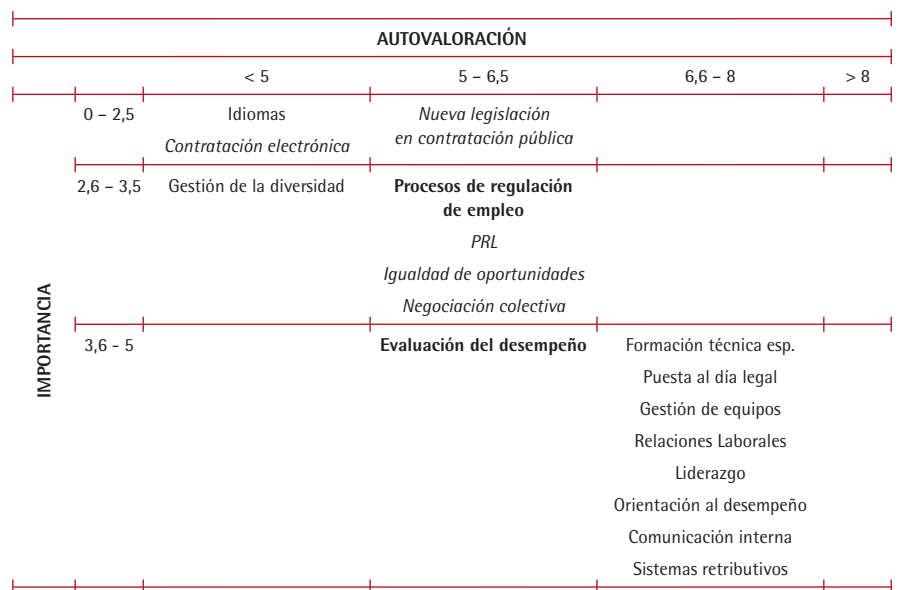 AUTOVALORACIÓN
< 5
5 – 6,5
6,6 – 8
> 8
IMPORTANCIA
0 – 2,5
Idiomas
Contratación electrónica
Nueva legislación
en contratación pública
2,6 – 3,5
Gestión de la diversidad
Procesos de regulación
de empleo
PRL
Igualdad de oportunidades
Negociación colectiva
3,6 - 5
Evaluación del desempeño
Formación técnica esp.
Puesta al día legal
Gestión de equipos
Relaciones Laborales
Liderazgo
Orientación al desempeño
Comunicación interna
Sistemas retributivos